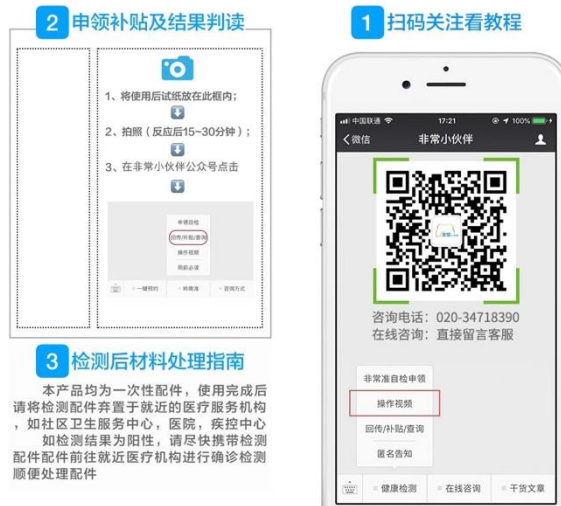 2 申领补贴及结果判读
1、将使用后试纸放在此框内；
2、拍照（反应后15~30分钟）；
3、在非常小伙伴公众号点击
申领自检
回传/补贴/查询
操作视频
一键预约
咨询方式
3 检测后材料处理指南
本产品均为一次性配件，使用完成后
请将检测配件弃置于就近的医疗服务机构
，如社区卫生服务中心，医院，疾控中心
如检测结果为阳性，请尽快携带检测
配件配件前往就近医疗机构进行确诊检测
顺便处理配件
1 扫码关注看教程
中国联通 17:21 100%
微信 非常小伙伴
咨询电话：020-34718390
在线咨询：直接留言客服
非常准自检申领
操作视频
回传/补贴/查询
匿名告知
健康检测 在线咨询 干货文章